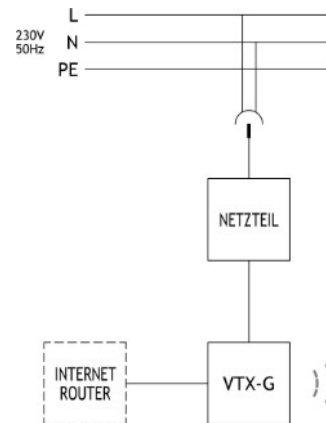 L
230V
50Hz
N
PE
NETZTEIL
INTERNET
ROUTER
VTX-G